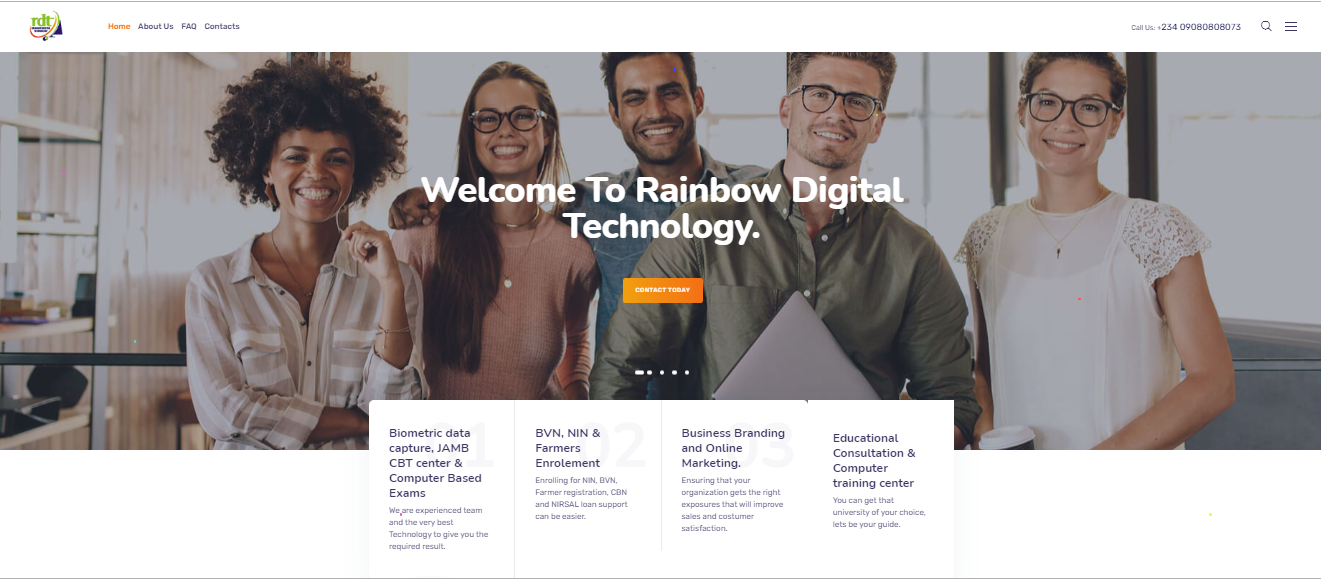 rdt
Home About Us FAQ Contacts
Call Us: +234 09080808073
Welcome To Rainbow Digital
Technology.
CONTACT TODAY
01
Biometric data
capture, JAMB
CBT center &
Computer Based
Exams
We are experienced team
and the very best
Technology to give you the
required result.
02
BVN, NIN &
Farmers
Enrolement
Enrolling for NIN, BVN,
Farmer registration, CBN
and NIRSAL loan support
can be easier.
03
Business Branding
and Online
Marketing.
Ensuring that your
organization gets the right
exposures that will improve
sales and costumer
satisfaction.
Educational
Consultation &
Computer
training center
You can get that
university of your choice,
lets be your guide.